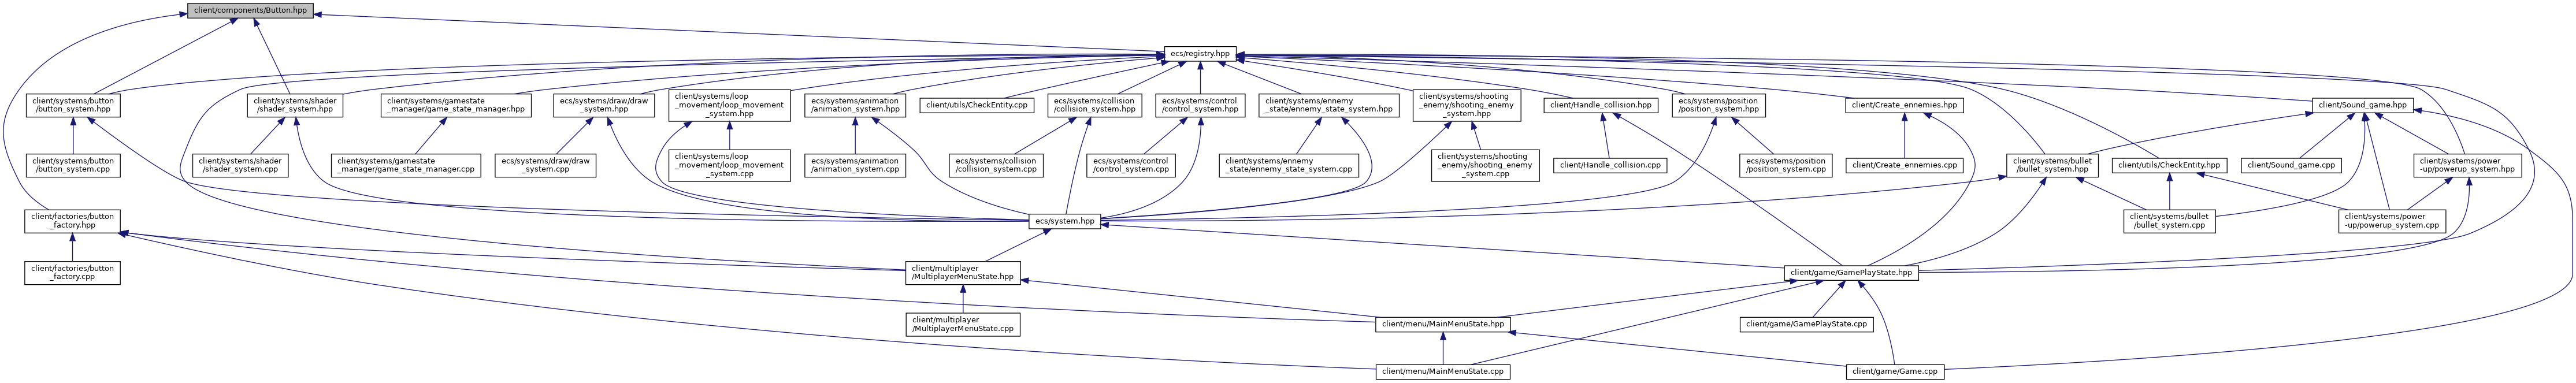 client/components/Button.hpp
ecs/registry.hpp
client/systems/button
/button_system.hpp
client/systems/shader
/shader_system.hpp
client/systems/gamestate
_manager/game_state_manager.hpp
ecs/systems/draw/draw
_system.hpp
client/systems/loop
_movement/loop_movement
_system.hpp
ecs/systems/animation
/animation_system.hpp
client/utils/CheckEntity.cpp
ecs/systems/collision
/collision_system.hpp
ecs/systems/control
/control_system.hpp
client/systems/ennemy
_state/ennemy_state_system.hpp
client/systems/shooting
_enemy/shooting_enemy
_system.hpp
client/Handle_collision.hpp
ecs/systems/position
/position_system.hpp
client/Create_ennemies.hpp
client/Sound_game.hpp
client/systems/button
/button_system.cpp
client/systems/shader
/shader_system.cpp
client/systems/gamestate
_manager/game_state_manager.cpp
ecs/systems/draw/draw
_system.cpp
client/systems/loop
_movement/loop_movement
_system.cpp
ecs/systems/animation
/animation_system.cpp
ecs/systems/collision
/collision_system.cpp
ecs/systems/control
/control_system.cpp
client/systems/ennemy
_state/ennemy_state_system.cpp
client/systems/shooting
_enemy/shooting_enemy
_system.cpp
client/Handle_collision.cpp
ecs/systems/position
/position_system.cpp
client/Create_ennemies.cpp
client/systems/bullet
/bullet_system.hpp
client/utils/CheckEntity.hpp
client/Sound_game.cpp
client/systems/power
-up/powerup_system.hpp
client/factories/button
_factory.hpp
ecs/system.hpp
client/systems/bullet
/bullet_system.cpp
client/systems/power
-up/powerup_system.cpp
client/factories/button
_factory.cpp
client/multiplayer
/MultiplayerMenuState.hpp
client/game/GamePlayState.hpp
client/multiplayer
/MultiplayerMenuState.cpp
client/menu/MainMenuState.hpp
client/game/GamePlayState.cpp
client/menu/MainMenuState.cpp
client/game/Game.cpp